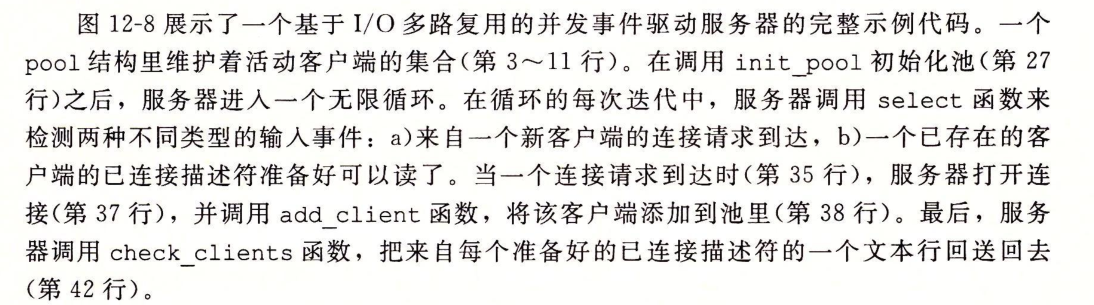 图 12-8 展示了一个基于 I/O 多路复用的并发事件驱动服务器的完整示例代码。一个
pool 结构里维护着活动客户端的集合(第 3～11 行)。在调用 init_pool 初始化池(第 27
行)之后，服务器进入一个无限循环。在循环的每次迭代中，服务器调用 select 函数来
检测两种不同类型的输入事件：a)来自一个新客户端的连接请求到达，b)一个已存在的客
户端的已连接描述符准备好可以读了。当一个连接请求到达时(第 35 行)，服务器打开连
接(第 37 行)，并调用 add_client 函数，将该客户端添加到池里(第 38 行)。最后，服务
器调用 check_clients 函数，把来自每个准备好的已连接描述符的一个文本行回送回去
(第 42 行)。